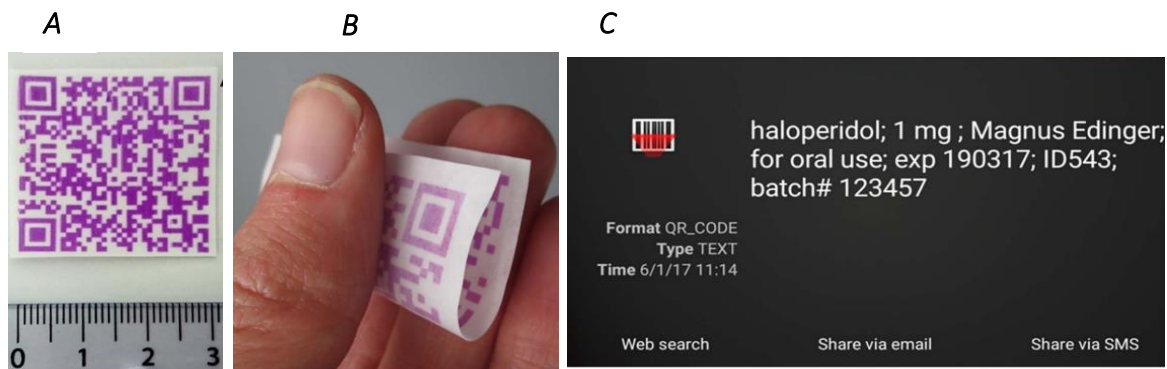 A
B
C
0 1 2 3
haloperidol; 1 mg ; Magnus Edinger;
for oral use; exp 190317; ID543;
batch# 123457
Format QR_CODE
Type TEXT
Time 6/1/17 11:14
Web search Share via email Share via SMS